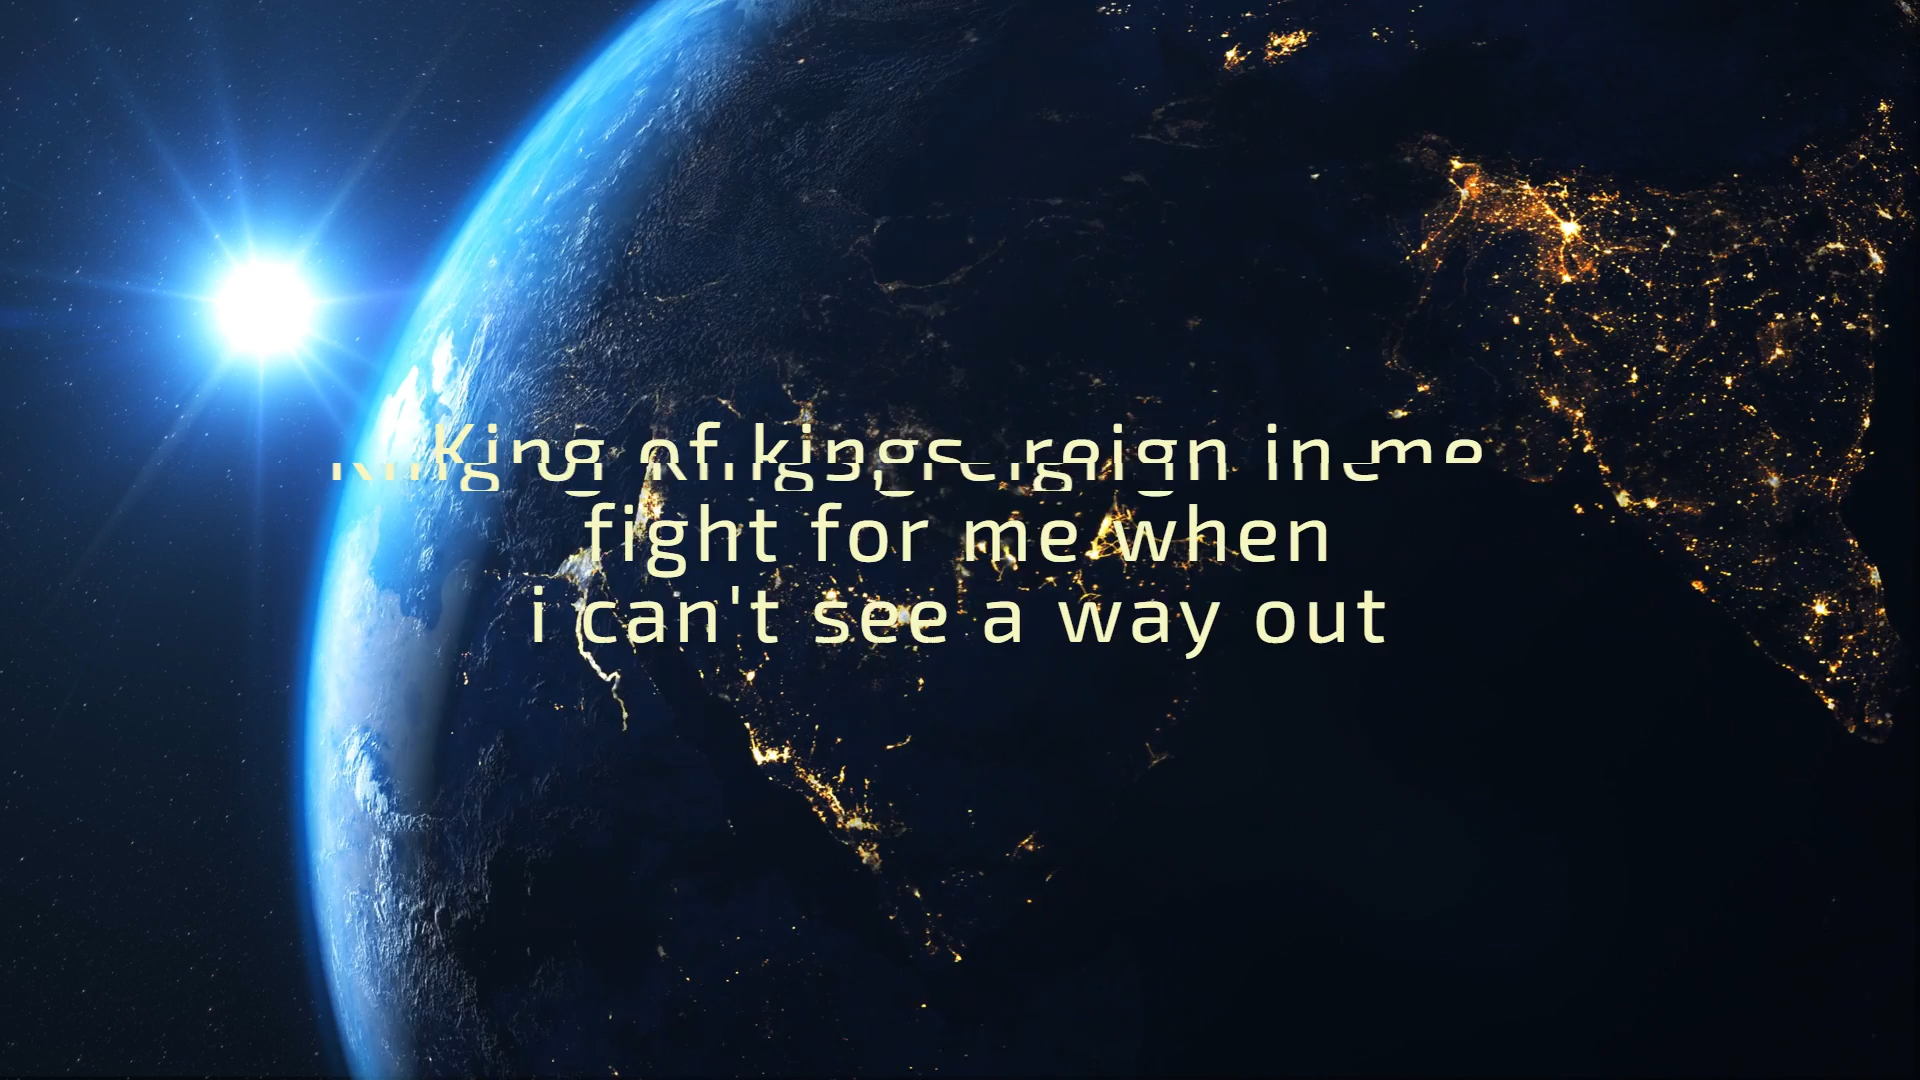 King of kings, reign in me
fight for me when
i can't see a way out